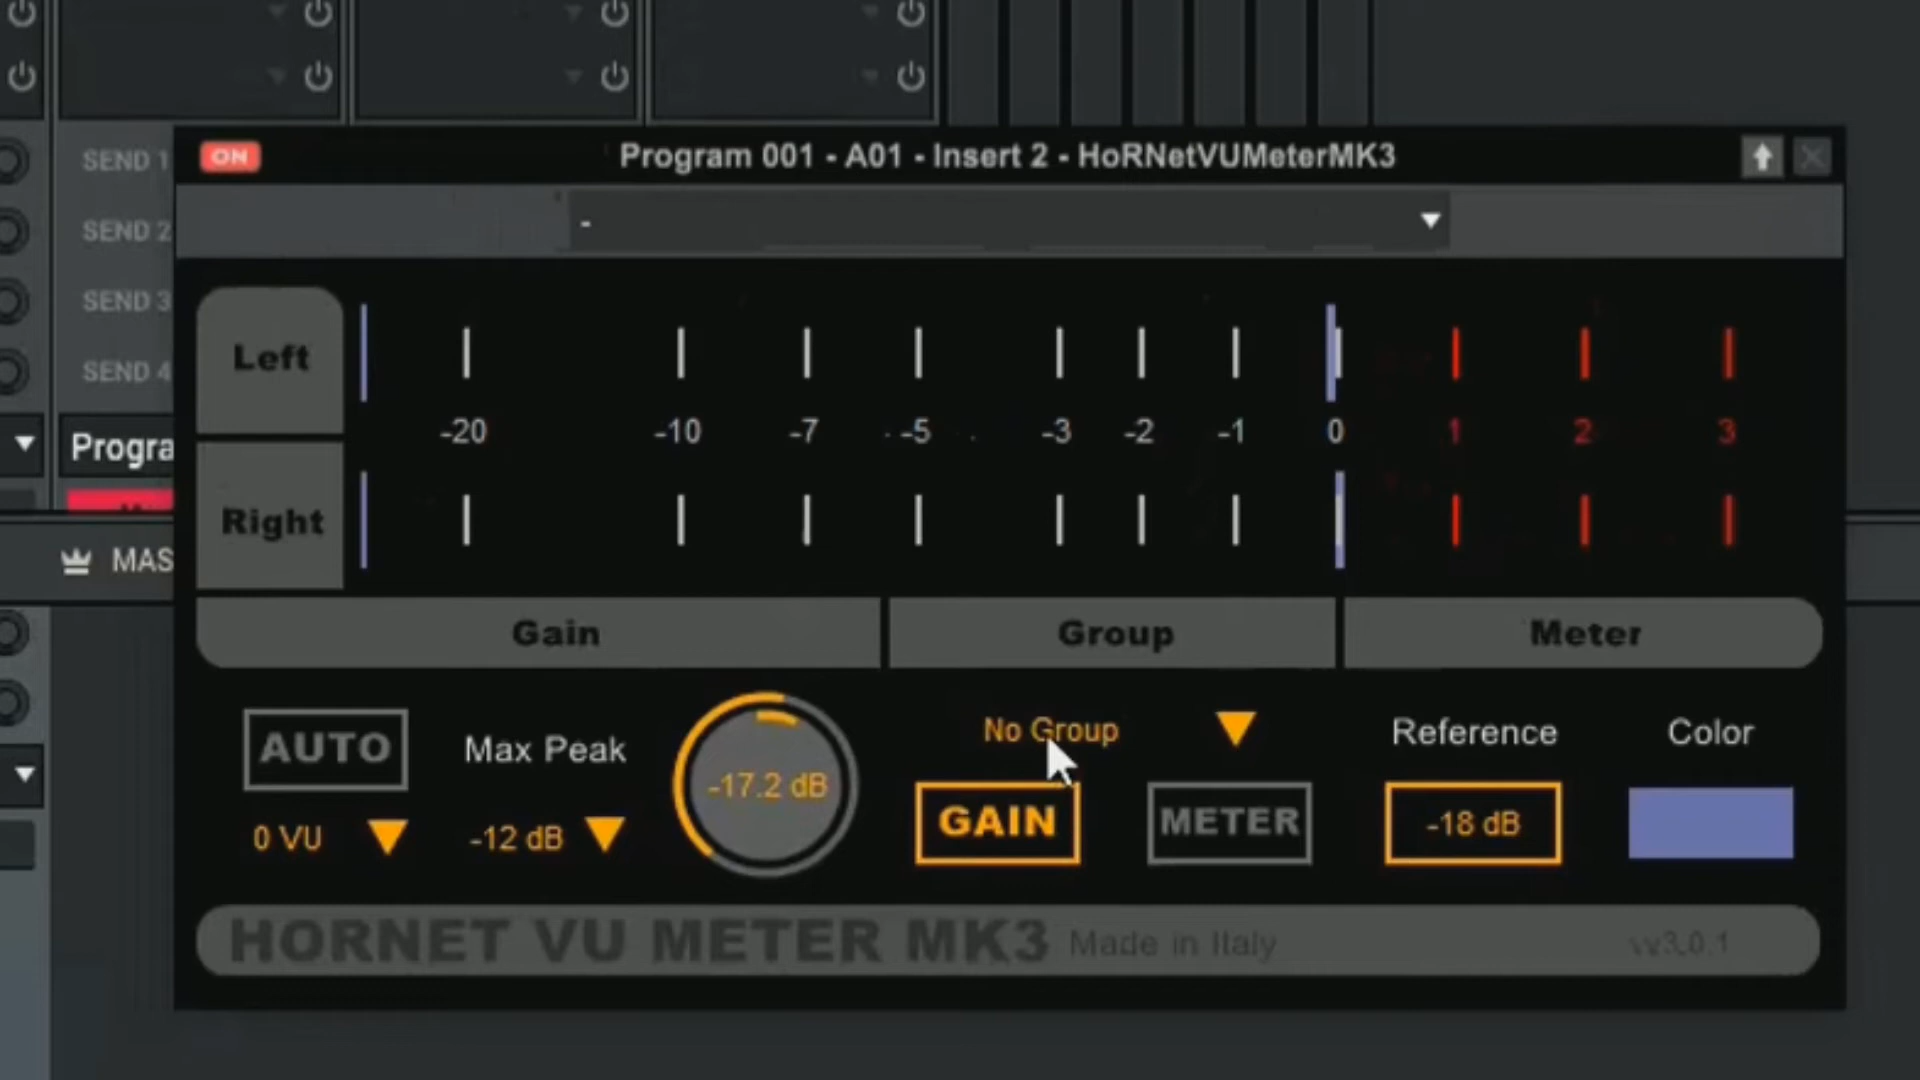 SEND 1
SEND 2
SEND 3
SEND 4
Progra
MAS
ON
Program 001 - A01 - Insert 2 - HoRNetVUMeterMK3
-
Left
-20 -10 -7 -5 -3 -2 -1 0 1 2 3
Right
Gain Group Meter
AUTO Max Peak -17.2 dB No Group Reference Color
0 VU -12 dB GAIN METER -18 dB
HORNET VU METER MK3 Made in Italy vv3.0.1